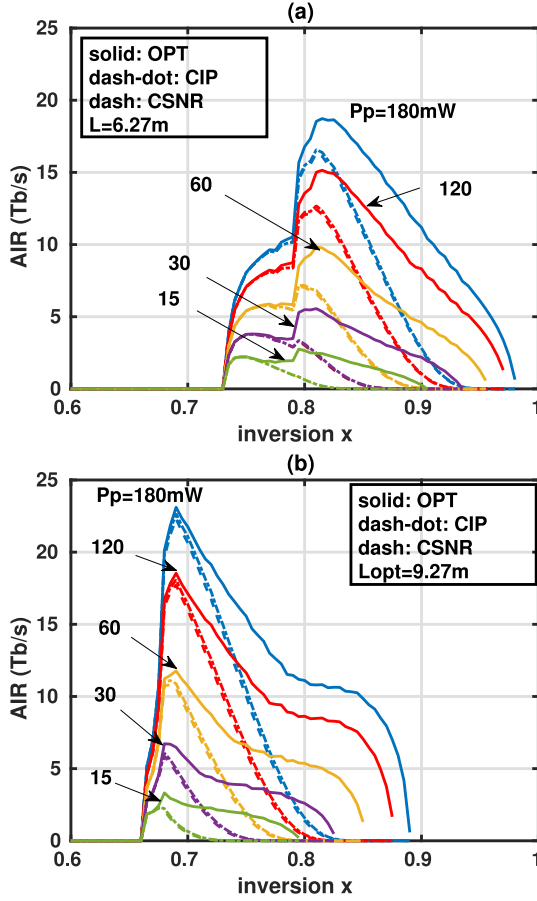 (a)
solid: OPT
dash-dot: CIP
dash: CSNR
L=6.27m
Pp=180mW
120
60
30
15
AIR (Tb/s)
25
20
15
10
5
0
0.6 0.7 0.8 0.9 1
inversion x
(b)
Pp=180mW
120
60
30
15
solid: OPT
dash-dot: CIP
dash: CSNR
Lopt=9.27m
AIR (Tb/s)
25
20
15
10
5
0
0.6 0.7 0.8 0.9 1
inversion x